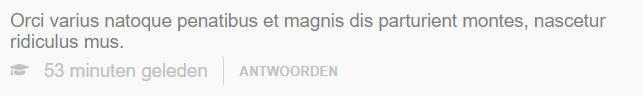 Orci varius natoque penatibus et magnis dis parturient montes, nascetur
ridiculus mus.
53 minuten geleden ANTWOORDEN